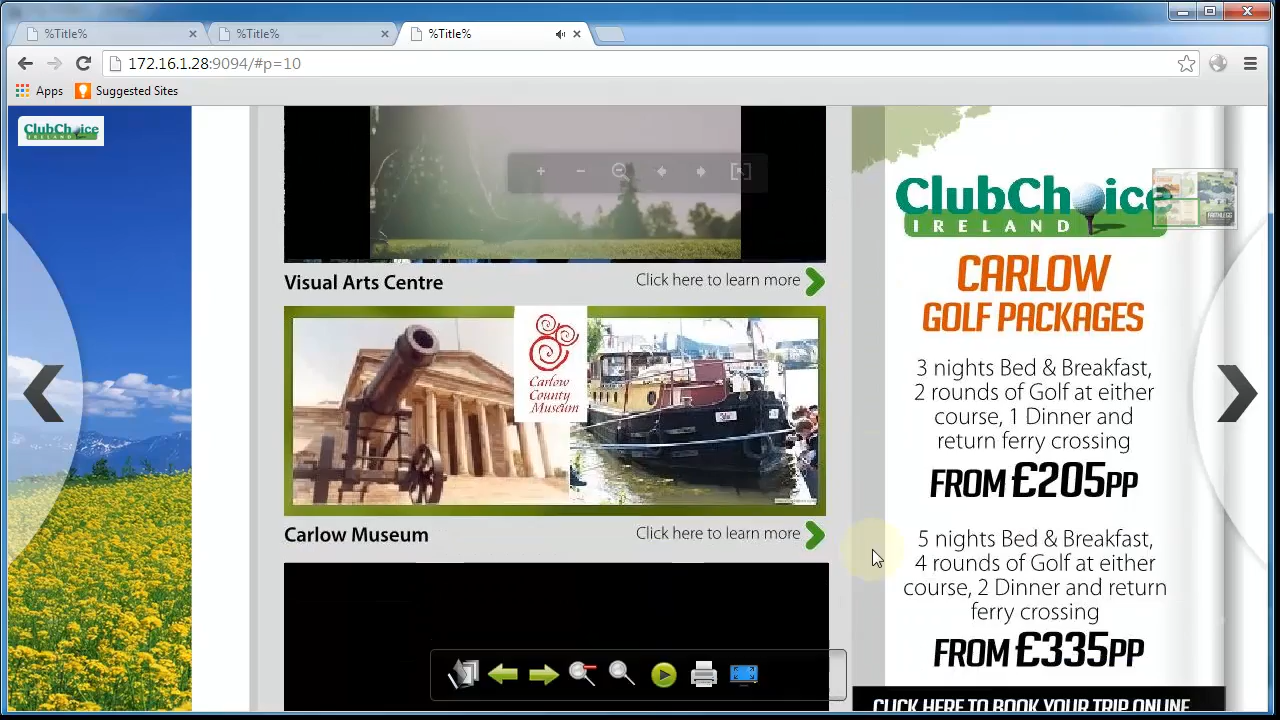 %Title%
%Title%
%Title%
172.16.1.28:9094/#p=10
Apps
Suggested Sites
ClubChoice
IRELAND
Visual Arts Centre
Click here to learn more
Carlow
County
Museum
Carlow Museum
Click here to learn more
ClubChoice
IRELAND
CARLOW
GOLF PACKAGES
3 nights Bed & Breakfast,
2 rounds of Golf at either
course, 1 Dinner and
return ferry crossing
FROM £205PP
5 nights Bed & Breakfast,
4 rounds of Golf at either
course, 2 Dinner and return
ferry crossing
FROM £335PP
CLICK HERE TO BOOK YOUR TRIP ONLINE